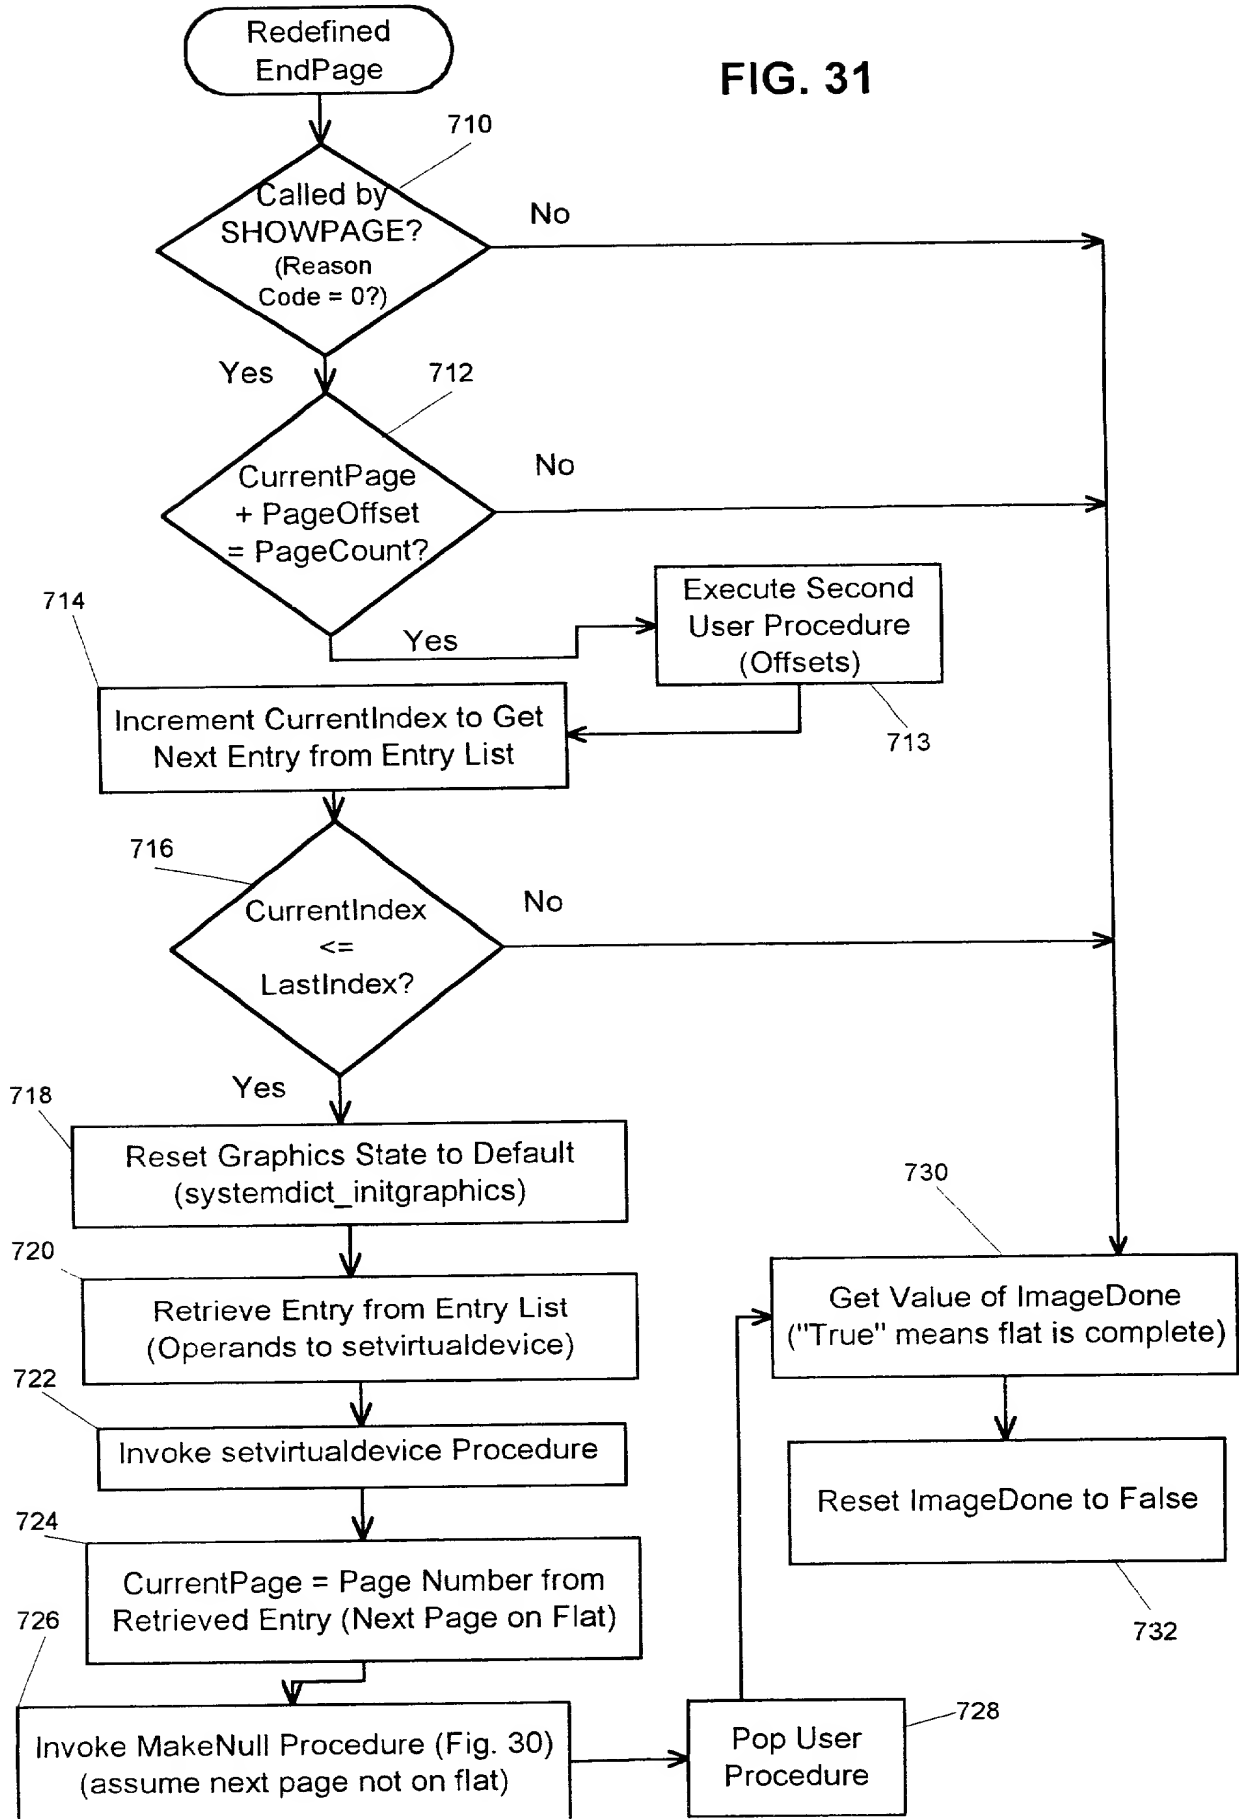 Redefined
EndPage
FIG. 31
710
Called by
SHOWPAGE?
(Reason
Code = 0?)
No
Yes
712
CurrentPage
+ PageOffset
= PageCount?
No
Yes
Execute Second
User Procedure
(Offsets)
713
714
Increment CurrentIndex to Get
Next Entry from Entry List
716
CurrentIndex
<=
LastIndex?
No
Yes
718
Reset Graphics State to Default
(systemdict_initgraphics)
720
Retrieve Entry from Entry List
(Operands to setvirtualdevice)
722
Invoke setvirtualdevice Procedure
724
CurrentPage = Page Number from
Retrieved Entry (Next Page on Flat)
726
Invoke MakeNull Procedure (Fig. 30)
(assume next page not on flat)
728
Pop User
Procedure
730
Get Value of ImageDone
("True" means flat is complete)
Reset ImageDone to False
732